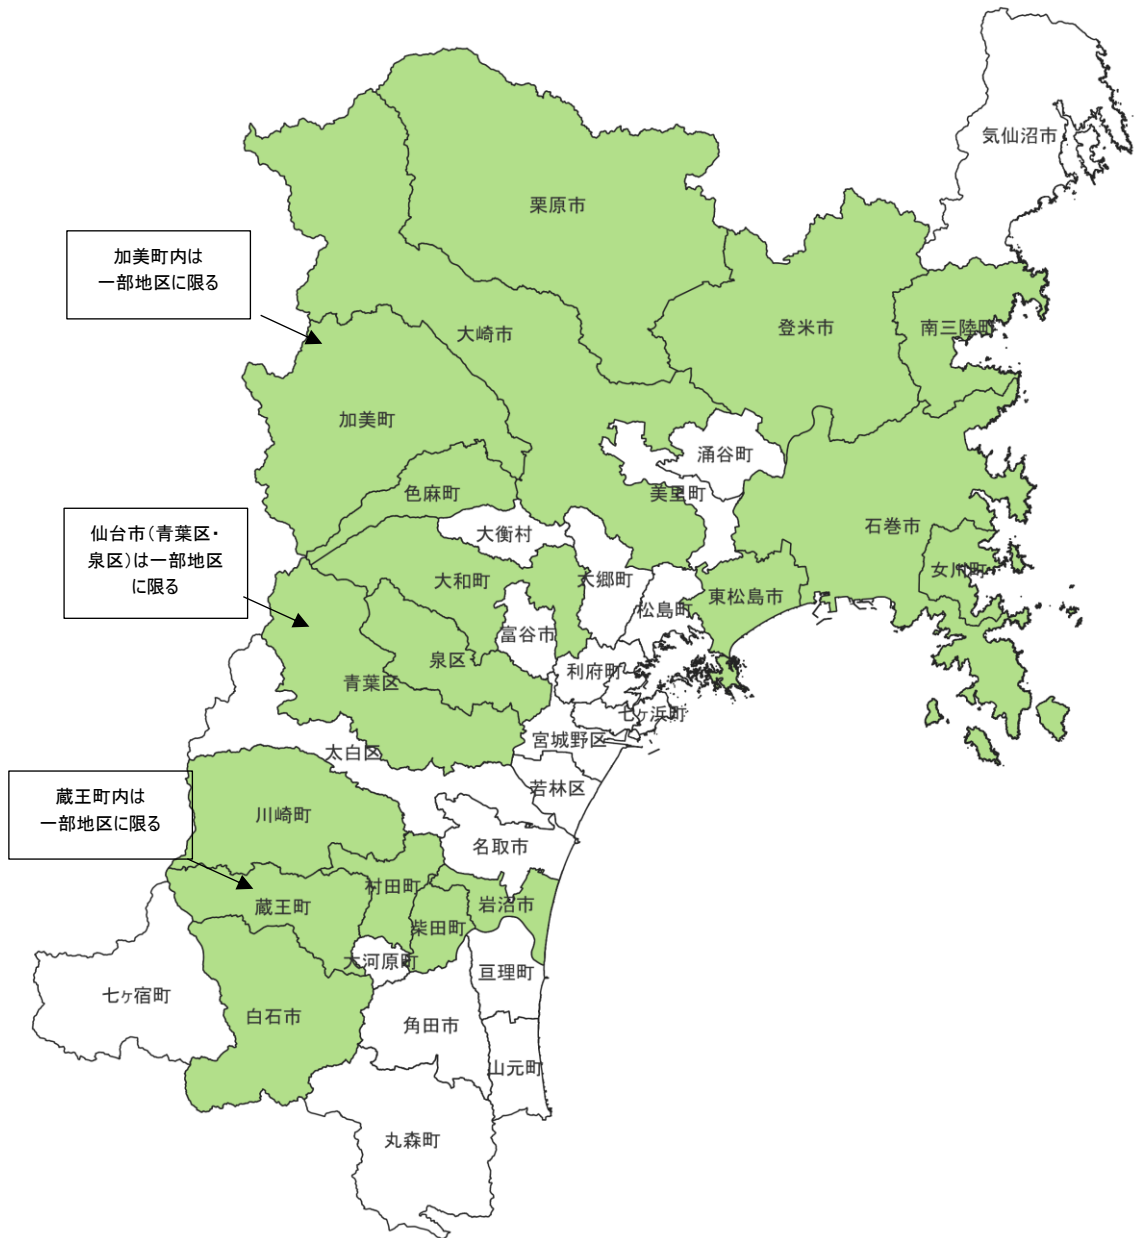 気仙沼市
栗原市
加美町内は
一部地区に限る
登米市
南三陸町
大崎市
加美町
涌谷町
色麻町
美里町
仙台市(青葉区・
泉区)は一部地区
に限る
大衡村
石巻市
大和町
大郷町
女川町
東松島市
松島町
富谷市
泉区
利府町
青葉区
七ヶ浜町
宮城野区
太白区
若林区
蔵王町内は
一部地区に限る
川崎町
名取市
村田町
岩沼市
蔵王町
柴田町
大河原町
亘理町
七ヶ宿町
白石市
角田市
山元町
丸森町